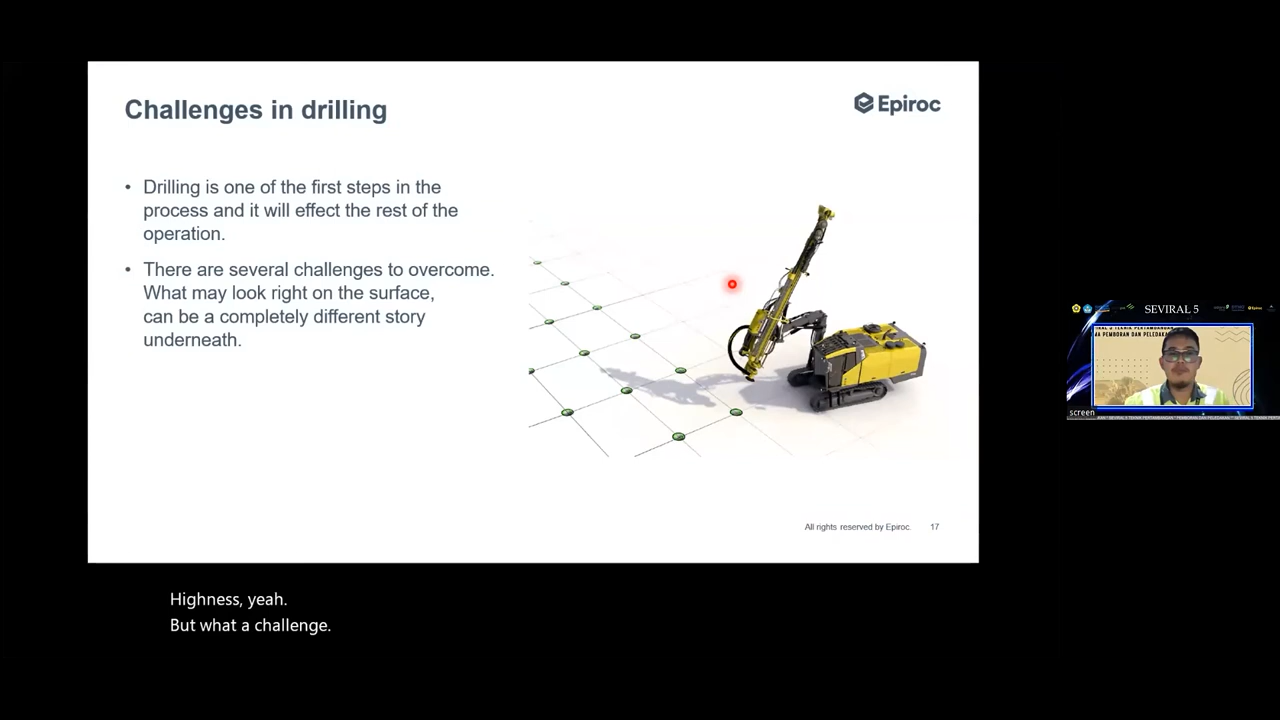 Challenges in drilling
Epiroc
• Drilling is one of the first steps in the
process and it will effect the rest of the
operation.
• There are several challenges to overcome.
What may look right on the surface,
can be a completely different story
underneath.
All rights reserved by Epiroc 17
SEVIRAL 5
screen
Highness, yeah.
But what a challenge.